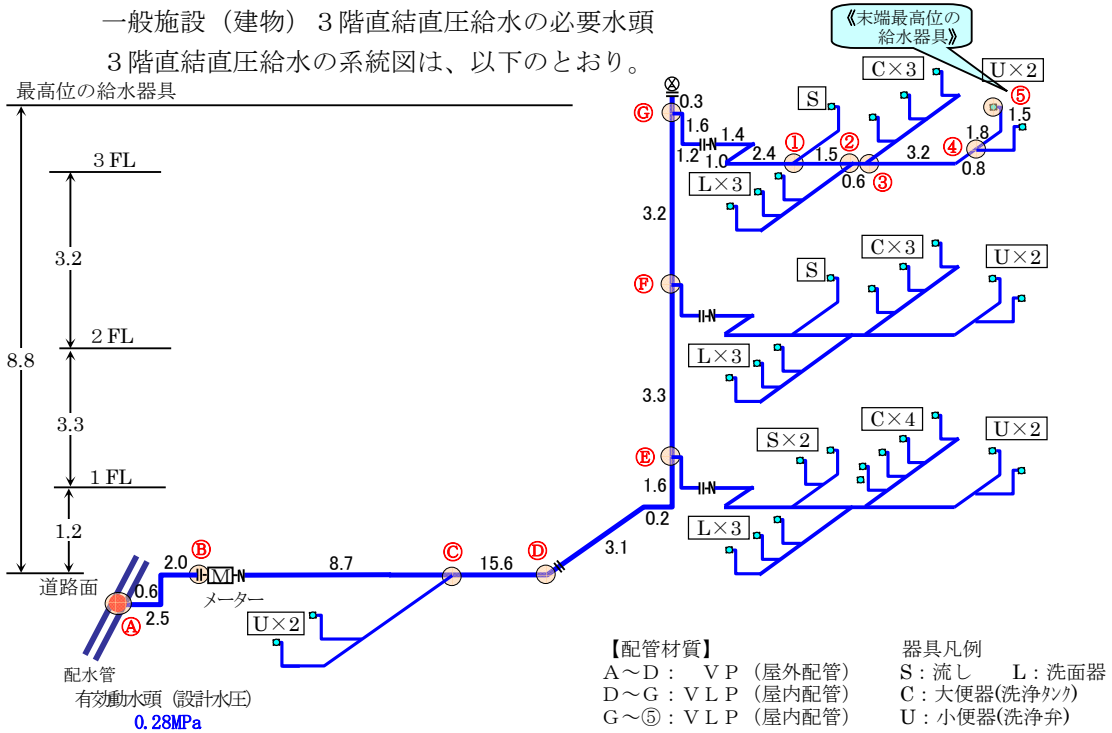 一般施設（建物）３階直結直圧給水の必要水頭
３階直結直圧給水の系統図は、以下のとおり。
最高位の給水器具
《末端最高位の
給水器具》
C×3
U×2
S
⑤
Ⓖ
0.3
1.5
1.6
1.4
①
②
④
1.8
1.2
N
1.0
2.4
1.5
3.2
0.8
0.6
③
L×3
３FL
3.2
3.2
C×3
S
U×2
Ⓕ
N
２FL
8.8
L×3
3.3
3.3
C×4
S×2
U×2
Ⓔ
１FL
1.6
N
0.2
L×3
1.2
3.1
Ⓑ
Ⓒ
Ⓓ
2.0
8.7
15.6
M
N
道路面
0.6
メーター
2.5
Ⓐ
U×2
配水管
有効動水頭（設計水圧）
0.28MPa
【配管材質】
A～D： VP（屋外配管）
D～G：VLP（屋内配管）
G～⑤：VLP（屋内配管）
器具凡例
S：流し L：洗面器
C：大便器(洗浄ﾀﾝｸ)
U：小便器(洗浄弁)